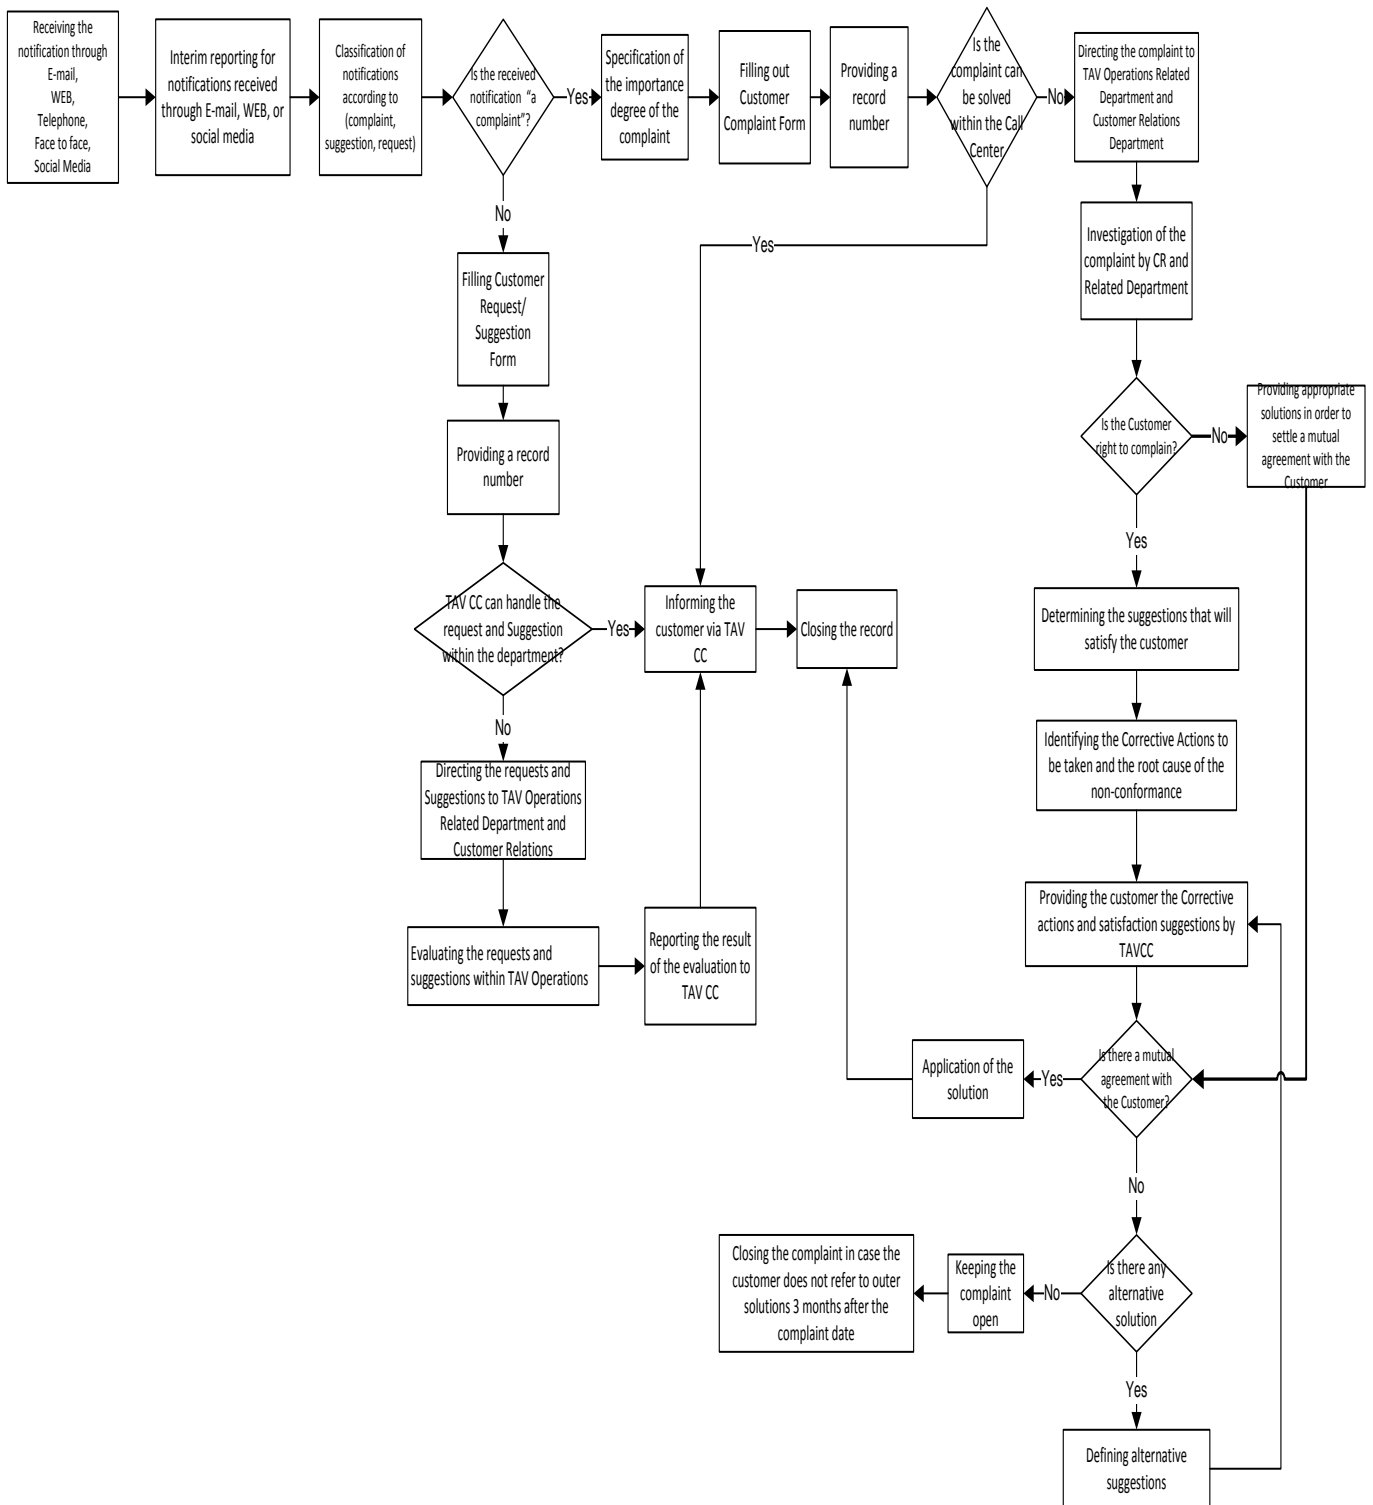 Receiving the
notification through
E-mail,
WEB,
Telephone,
Face to face,
Social Media
Interim reporting for
notifications received
through E-mail, WEB, or
social media
Classification of
notifications
according to
(complaint,
suggestion, request)
Is the received
notification “a
complaint”?
Yes
Specification of
the importance
degree of the
complaint
Filling out
Customer
Complaint Form
Providing a
record
number
Is the
complaint can
be solved
within the Call
Center
No
Directing the complaint to
TAV Operations Related
Department and
Customer Relations
Department
No
Yes
Investigation of the
complaint by CR and
Related Department
Filling Customer
Request/
Suggestion
Form
Is the Customer
right to complain?
No
Providing appropriate
solutions in order to
settle a mutual
agreement with the
Customer
Providing a record
number
Yes
TAV CC can handle the
request and Suggestion
within the department?
Yes
Informing the
customer via TAV
CC
Closing the record
Determining the suggestions that will
satisfy the customer
No
Identifying the Corrective Actions to
be taken and the root cause of the
non-conformance
Directing the requests and
Suggestions to TAV Operations
Related Department and
Customer Relations
Providing the customer the Corrective
actions and satisfaction suggestions by
TAVCC
Evaluating the requests and
suggestions within TAV Operations
Reporting the result
of the evaluation to
TAV CC
Is there a mutual
agreement with
the Customer?
Yes
Application of the
solution
No
Is there any
alternative
solution
No
Keeping the
complaint
open
Closing the complaint in case the
customer does not refer to outer
solutions 3 months after the
complaint date
Yes
Defining alternative
suggestions